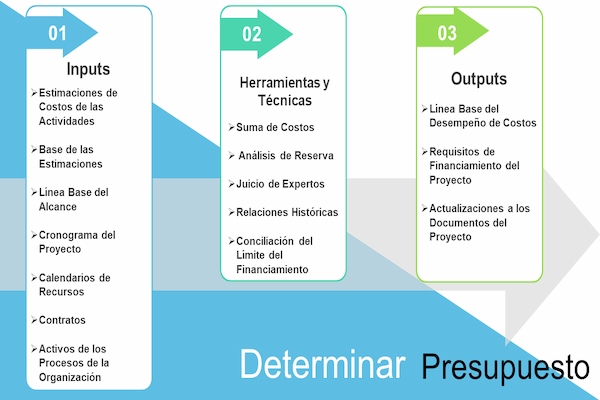 01
Inputs
➢Estimaciones de
Costos de las
Actividades
➢Base de las
Estimaciones
➢Línea Base del
Alcance
➢Cronograma del
Proyecto
➢Calendarios de
Recursos
➢Contratos
➢Activos de los
Procesos de la
Organización
02
Herramientas y
Técnicas
➢Suma de Costos
➢Análisis de Reserva
➢Juicio de Expertos
➢Relaciones Históricas
➢Conciliación del
Limite del
Financiamiento
03
Outputs
➢Linea Base del
Desempeño de Costos
➢Requisitos de
Financiamiento del
Proyecto
➢Actualizaciones a los
Documentos del
Proyecto
Determinar Presupuesto